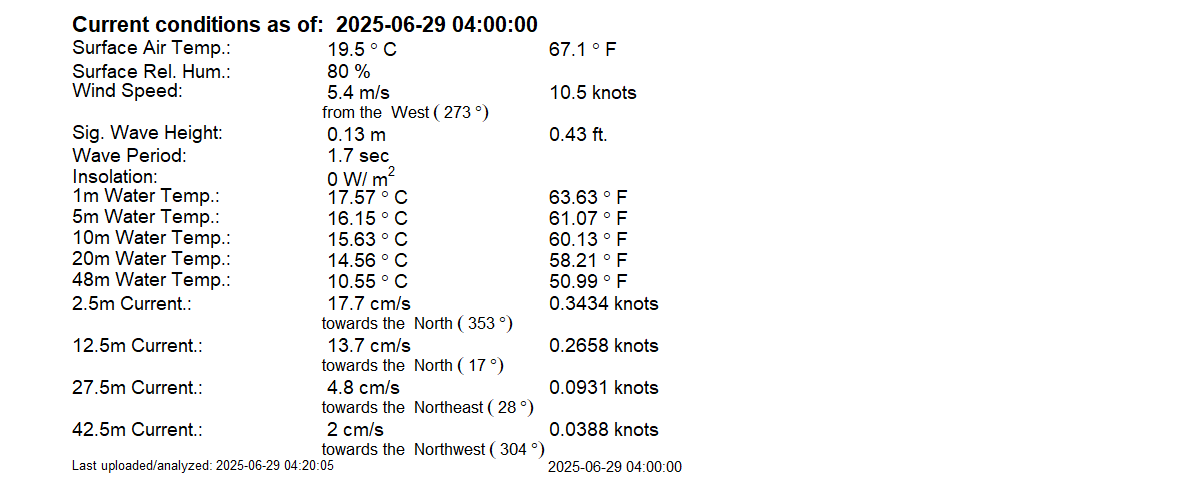 Current conditions as of: 2025-06-29 04:00:00
Surface Air Temp.: 19.5 ° C 67.1 ° F
Surface Rel. Hum.: 80 %
Wind Speed: 5.4 m/s 10.5 knots
from the West ( 273 °)
Sig. Wave Height: 0.13 m 0.43 ft.
Wave Period: 1.7 sec
Insolation: 0 W/ m²
1m Water Temp.: 17.57 ° C 63.63 ° F
5m Water Temp.: 16.15 ° C 61.07 ° F
10m Water Temp.: 15.63 ° C 60.13 ° F
20m Water Temp.: 14.56 ° C 58.21 ° F
48m Water Temp.: 10.55 ° C 50.99 ° F
2.5m Current.: 17.7 cm/s 0.3434 knots
towards the North ( 353 °)
12.5m Current.: 13.7 cm/s 0.2658 knots
towards the North ( 17 °)
27.5m Current.: 4.8 cm/s 0.0931 knots
towards the Northeast ( 28 °)
42.5m Current.: 2 cm/s 0.0388 knots
towards the Northwest ( 304 °)
Last uploaded/analyzed: 2025-06-29 04:20:05 2025-06-29 04:00:00